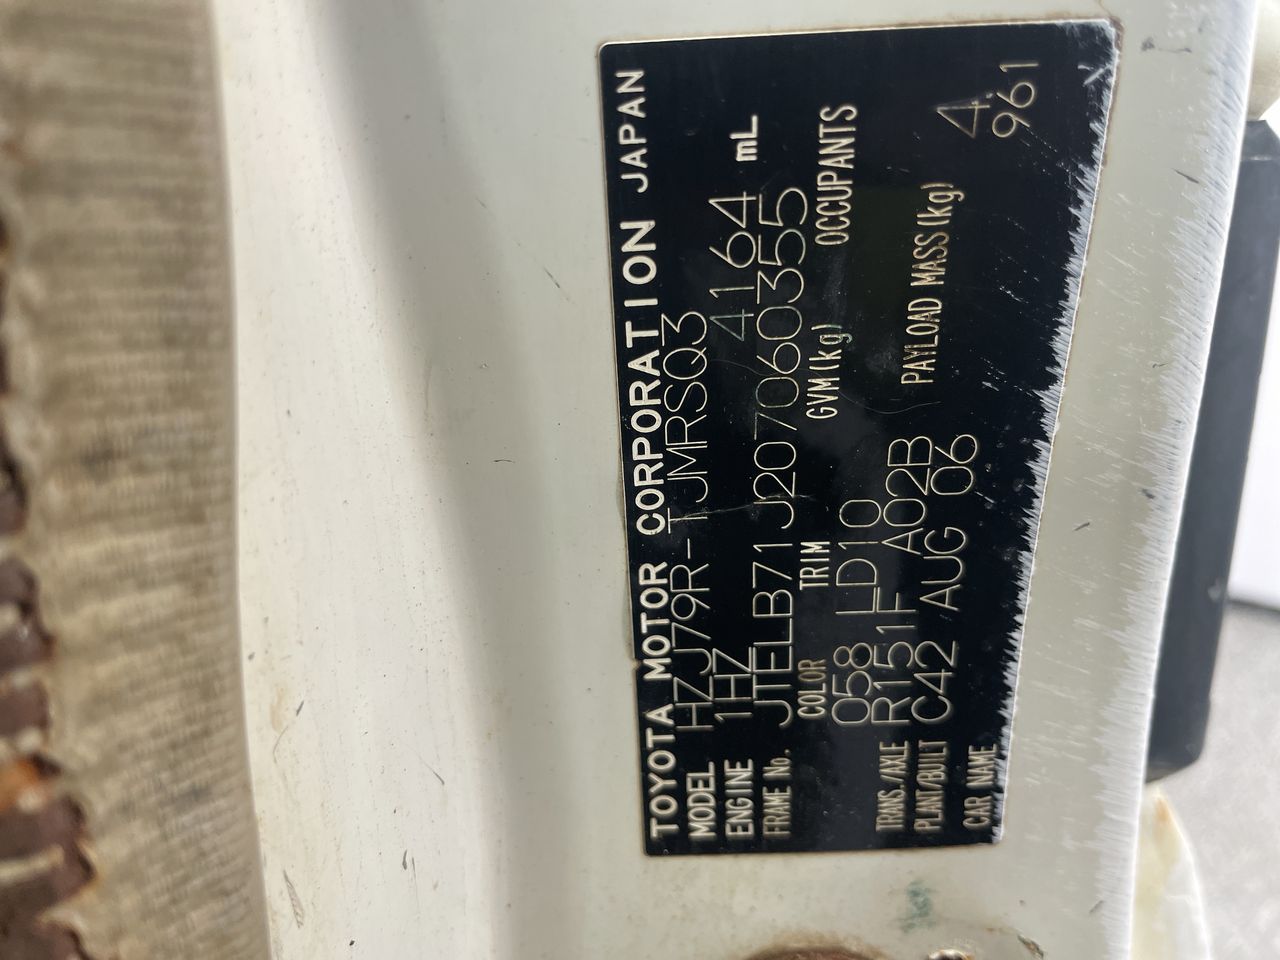 TOYOTA MOTOR CORPORATION JAPAN
MODEL HZJ79R-TJMRSQ3
ENGINE 1HZ 4164 mL
FRAME No. JTELB71J207060355
COLOR TRIM GVM(kg) OCCUPANTS
058 LD10
TRANS./AXLE R151F A02B
PLANT/BUILT C42 AUG 06 PAYLOAD MASS(kg)
CAR NAME 4.
961